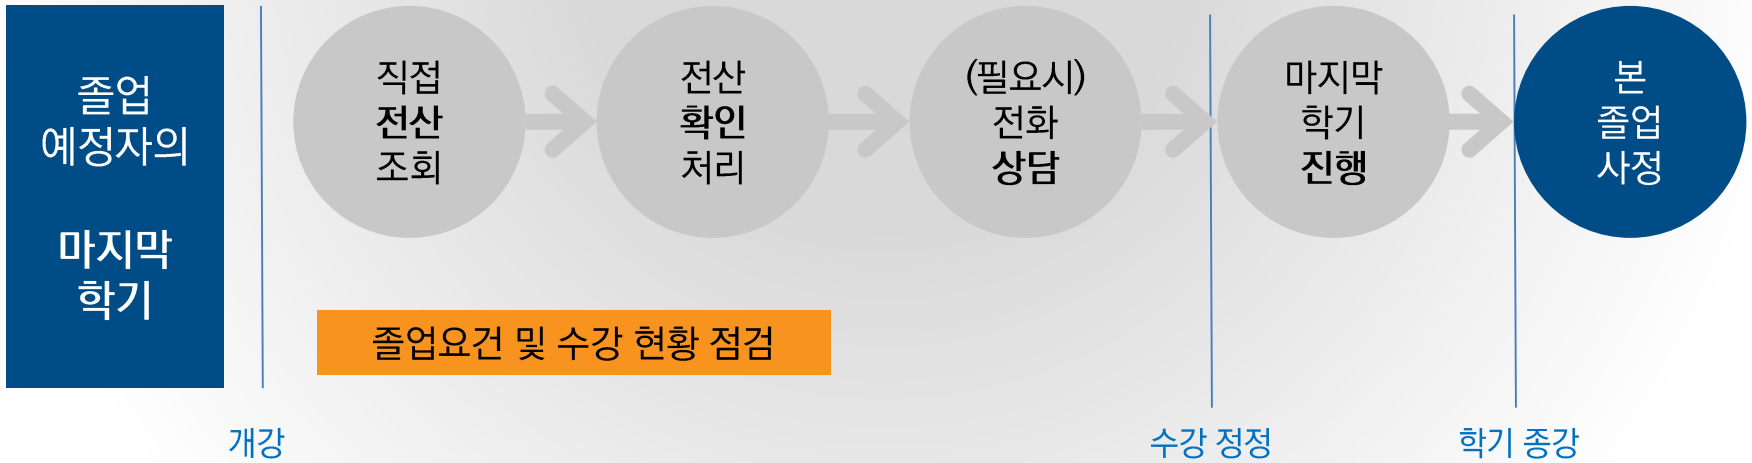 졸업
예정자의
마지막
학기
직접
전산
조회
전산
확인
처리
(필요시)
전화
상담
마지막
학기
진행
본
졸업
사정
졸업요건 및 수강 현황 점검
개강
수강 정정
학기 종강